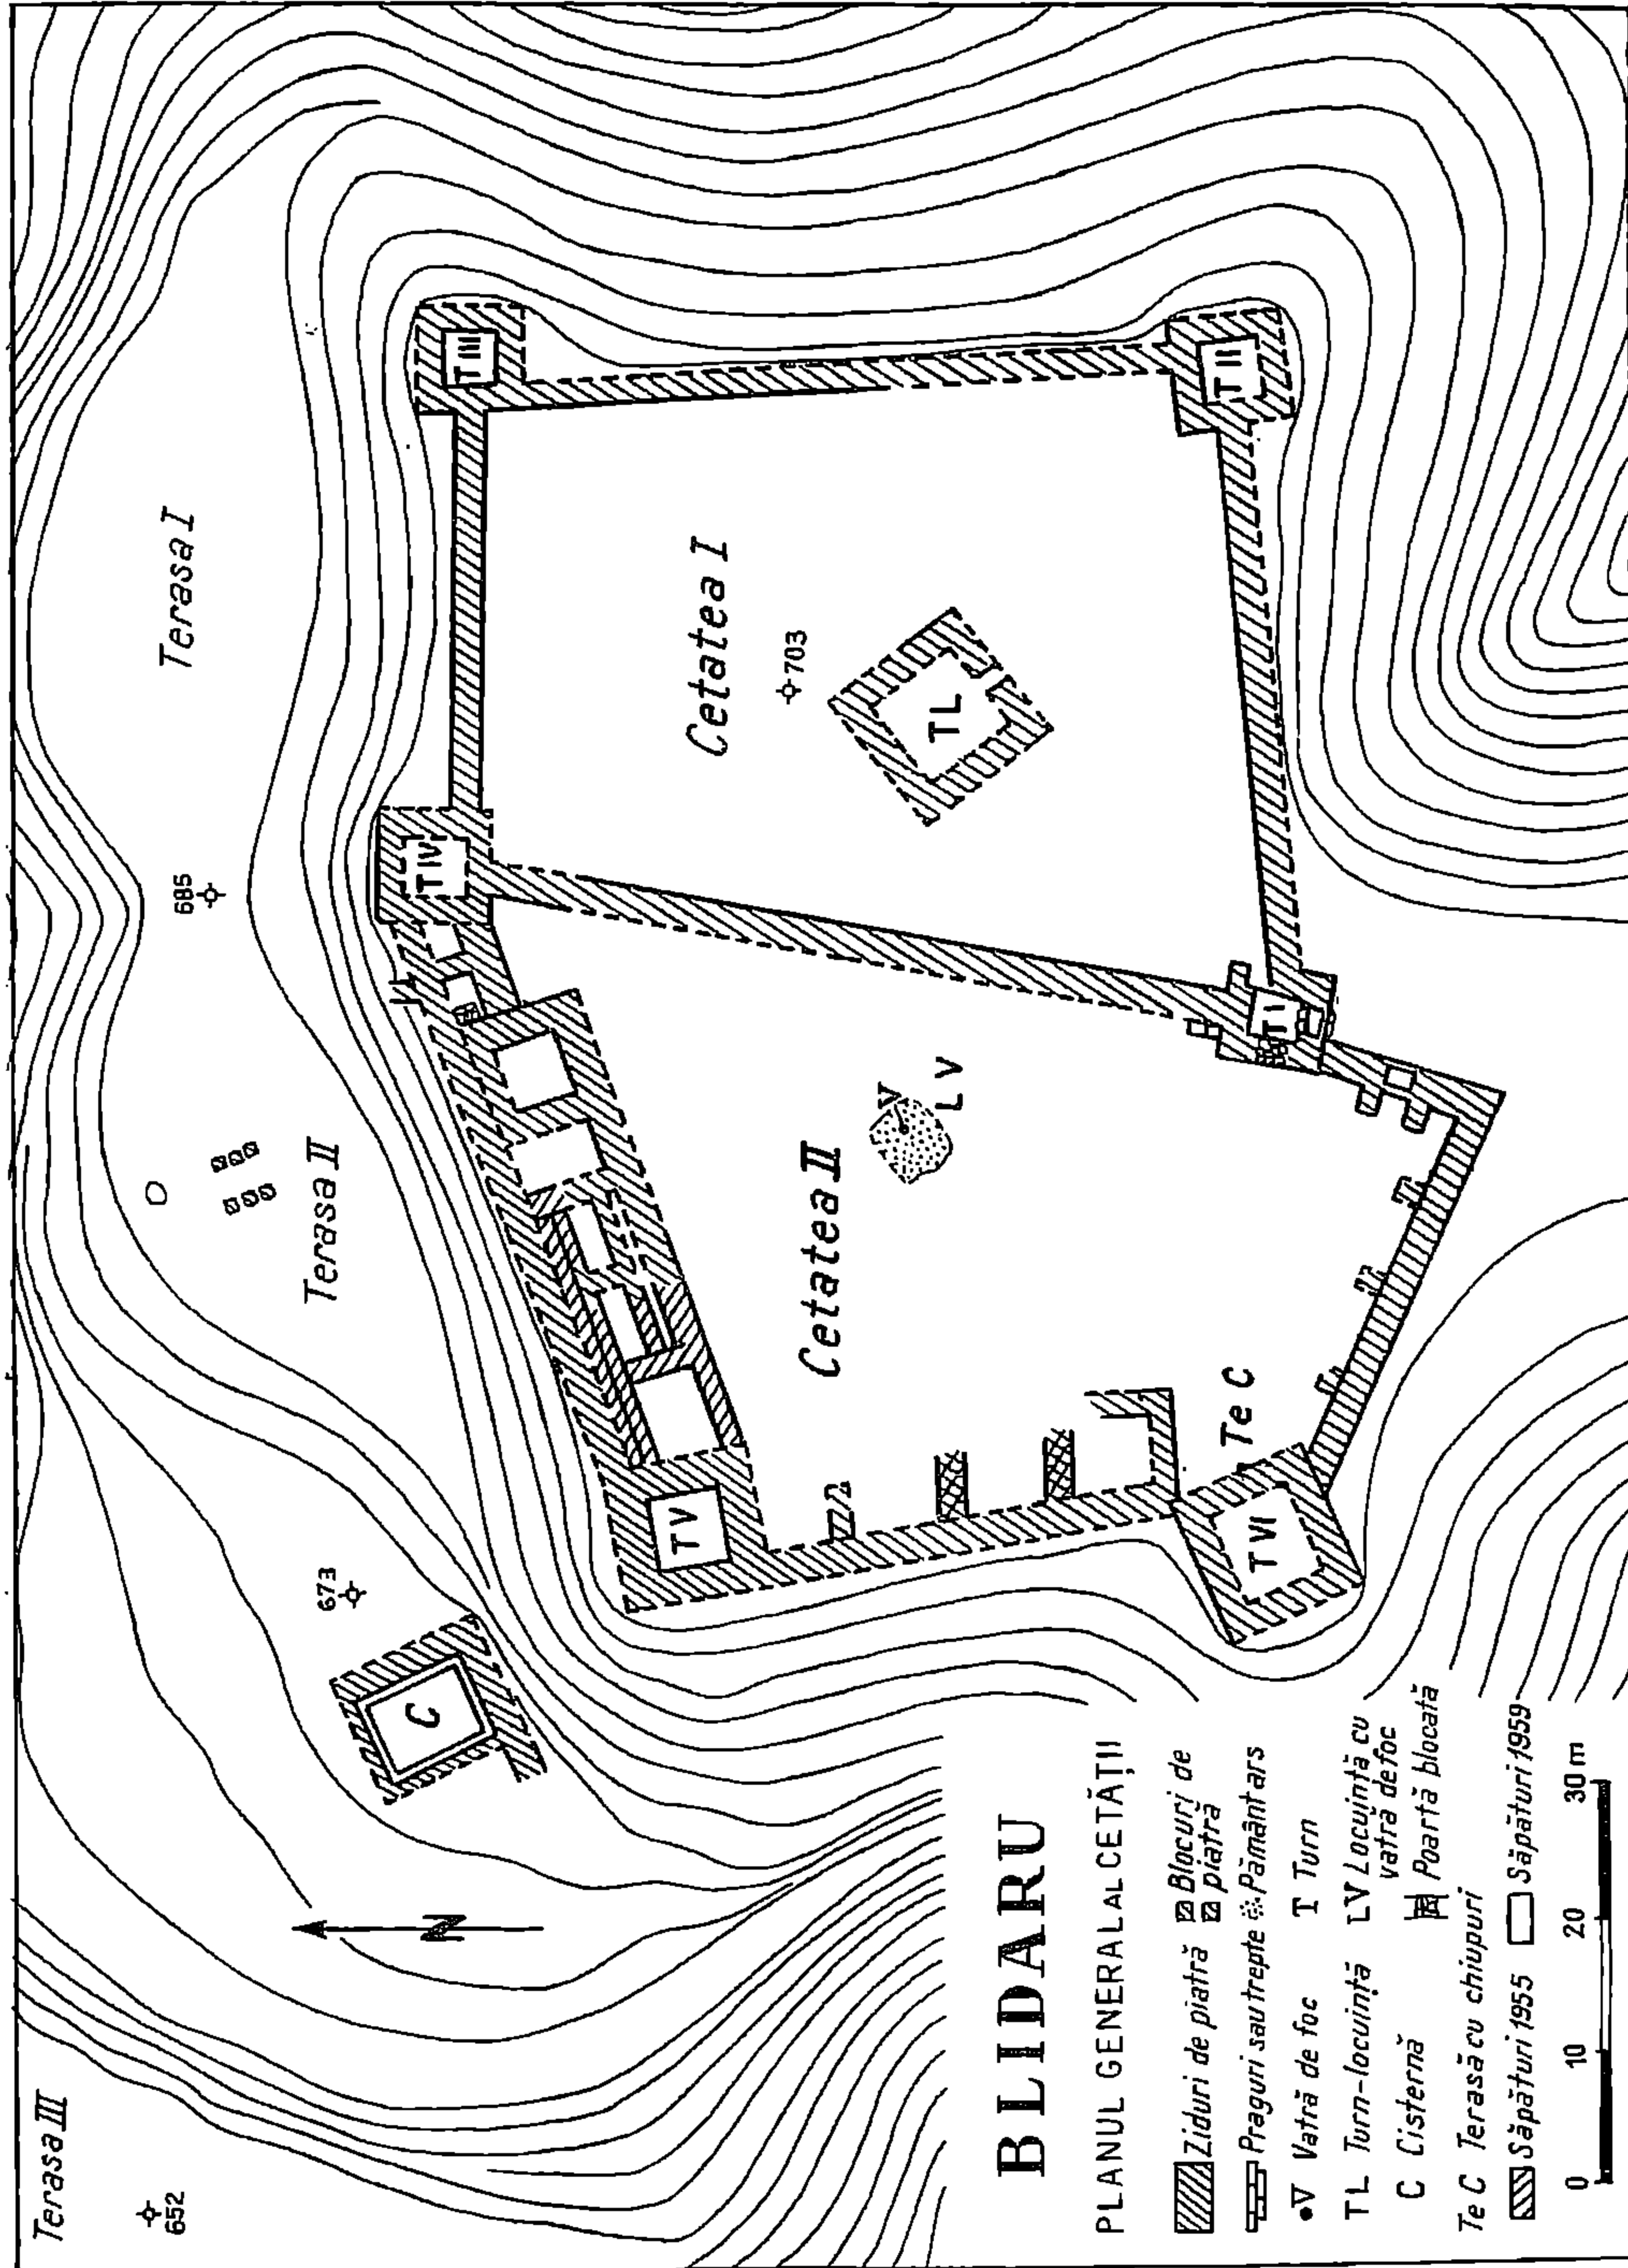 Terasa III
652
673
Terasa II
685
Terasa I
C
T V
T IV
T III
Cetatea II
V
L V
Cetatea I
703
TL
Te C
T VI
T I
T II
BLIDARU
PLANUL GENERAL AL CETĂȚII
Ziduri de piatră
Blocuri de piatră
Praguri sau trepte
Pământ ars
V Vatră de foc
T Turn
TL Turn-locuință
LV Locuință cu vatră de foc
C Cisternă
Poartă blocată
Te C Terasă cu chiupuri
Săpături 1955
Săpături 1959
0 10 20 30 m
N